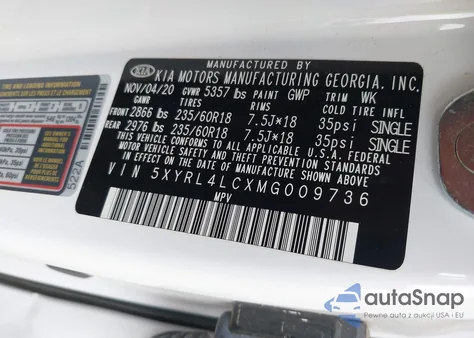 MANUFACTURED BY
KIA KIA MOTORS MANUFACTURING GEORGIA, INC.
NOV/04/20 GVWR 5357 lbs PAINT GWP TRIM WK
GAWR TIRES RIMS COLD TIRE INFL
FRONT 2866 lbs 235/60R18 7.5J*18 35psi SINGLE
REAR 2976 lbs 235/60R18 7.5J*18 35psi SINGLE
THIS VEHICLE CONFORMS TO ALL APPLICABLE U.S.A. FEDERAL
MOTOR VEHICLE SAFETY AND THEFT PREVENTION STANDARDS
IN EFFECT ON THE DATE OF MANUFACTURE SHOWN ABOVE
VIN 5XYRL4LCXMG009736
MPV
522A
autoSnap
Pewne auta z aukcji USA i EU